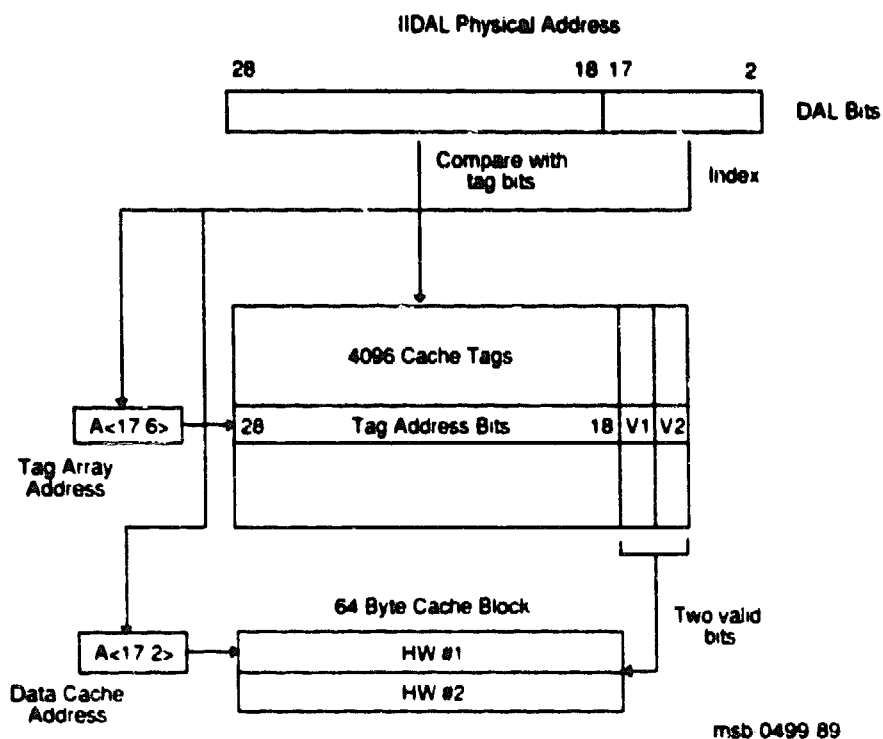 IIDAL Physical Address
28 18 17 2
DAL Bits
Compare with
tag bits
Index
4096 Cache Tags
A<17 6>
28 Tag Address Bits 18 V1 V2
Tag Array
Address
64 Byte Cache Block
Two valid
bits
A<17 2>
HW #1
HW #2
Data Cache
Address
msb 0499 89